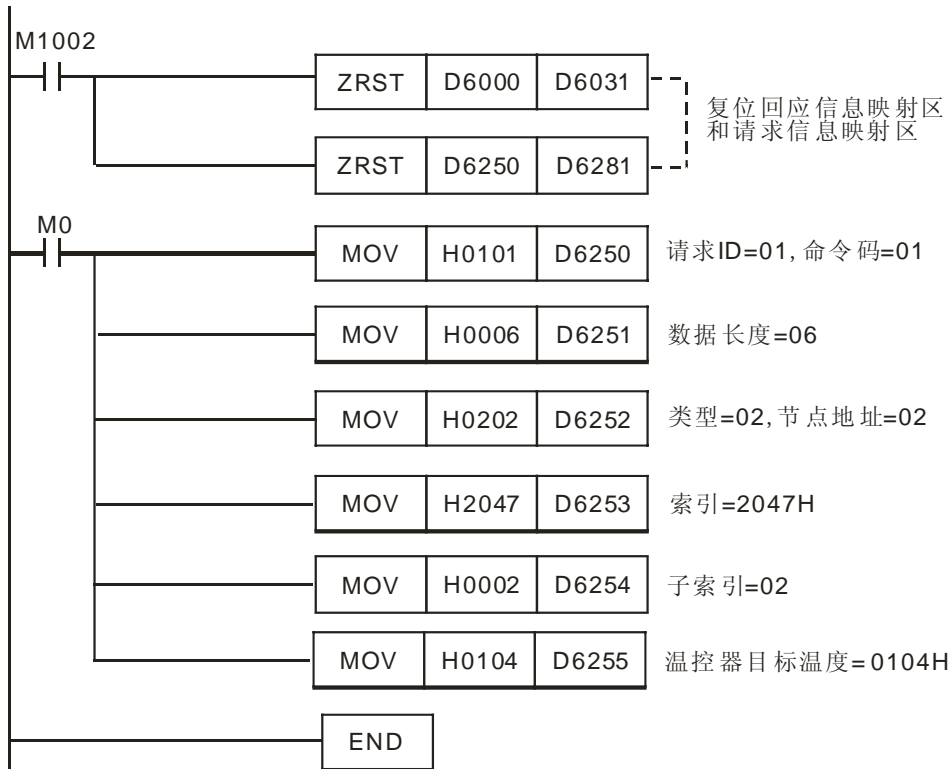 M1002
ZRST D6000 D6031
复位回应信息映射区
和请求信息映射区
ZRST D6250 D6281
M0
MOV H0101 D6250 请求ID=01,命令码=01
MOV H0006 D6251 数据长度=06
MOV H0202 D6252 类型=02,节点地址=02
MOV H2047 D6253 索引=2047H
MOV H0002 D6254 子索引=02
MOV H0104 D6255 温控器目标温度=0104H
END